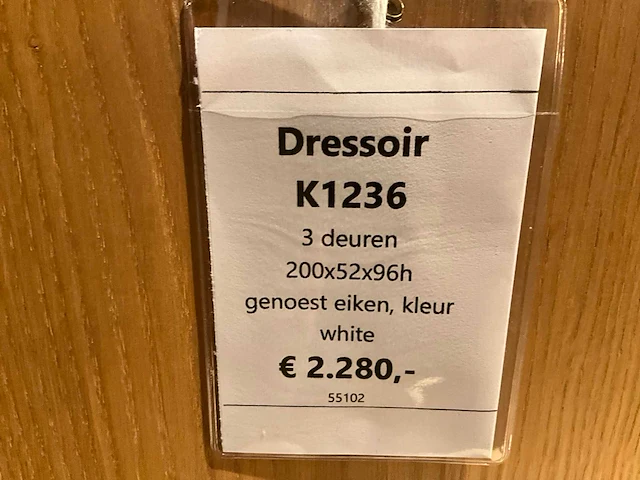 Dressoir
K1236
3 deuren
200x52x96h
genoest eiken, kleur
white
€ 2.280,-
55102